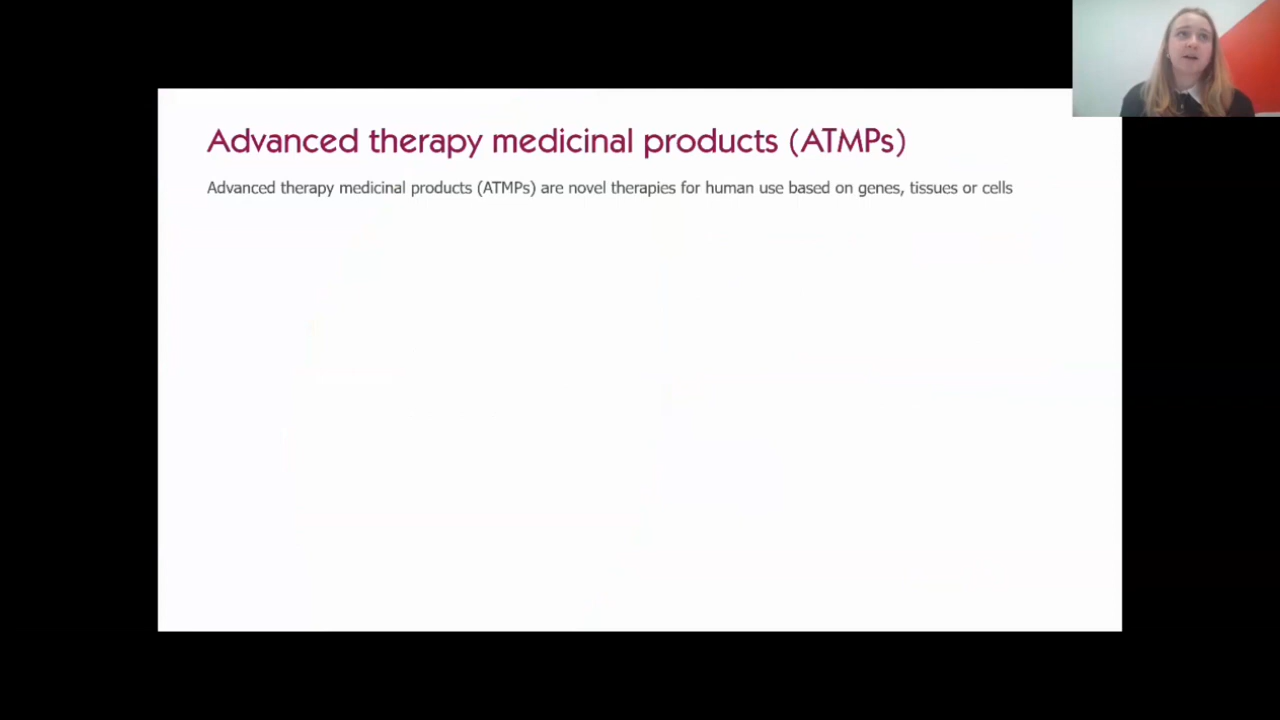 Advanced therapy medicinal products (ATMPs)
Advanced therapy medicinal products (ATMPs) are novel therapies for human use based on genes, tissues or cells